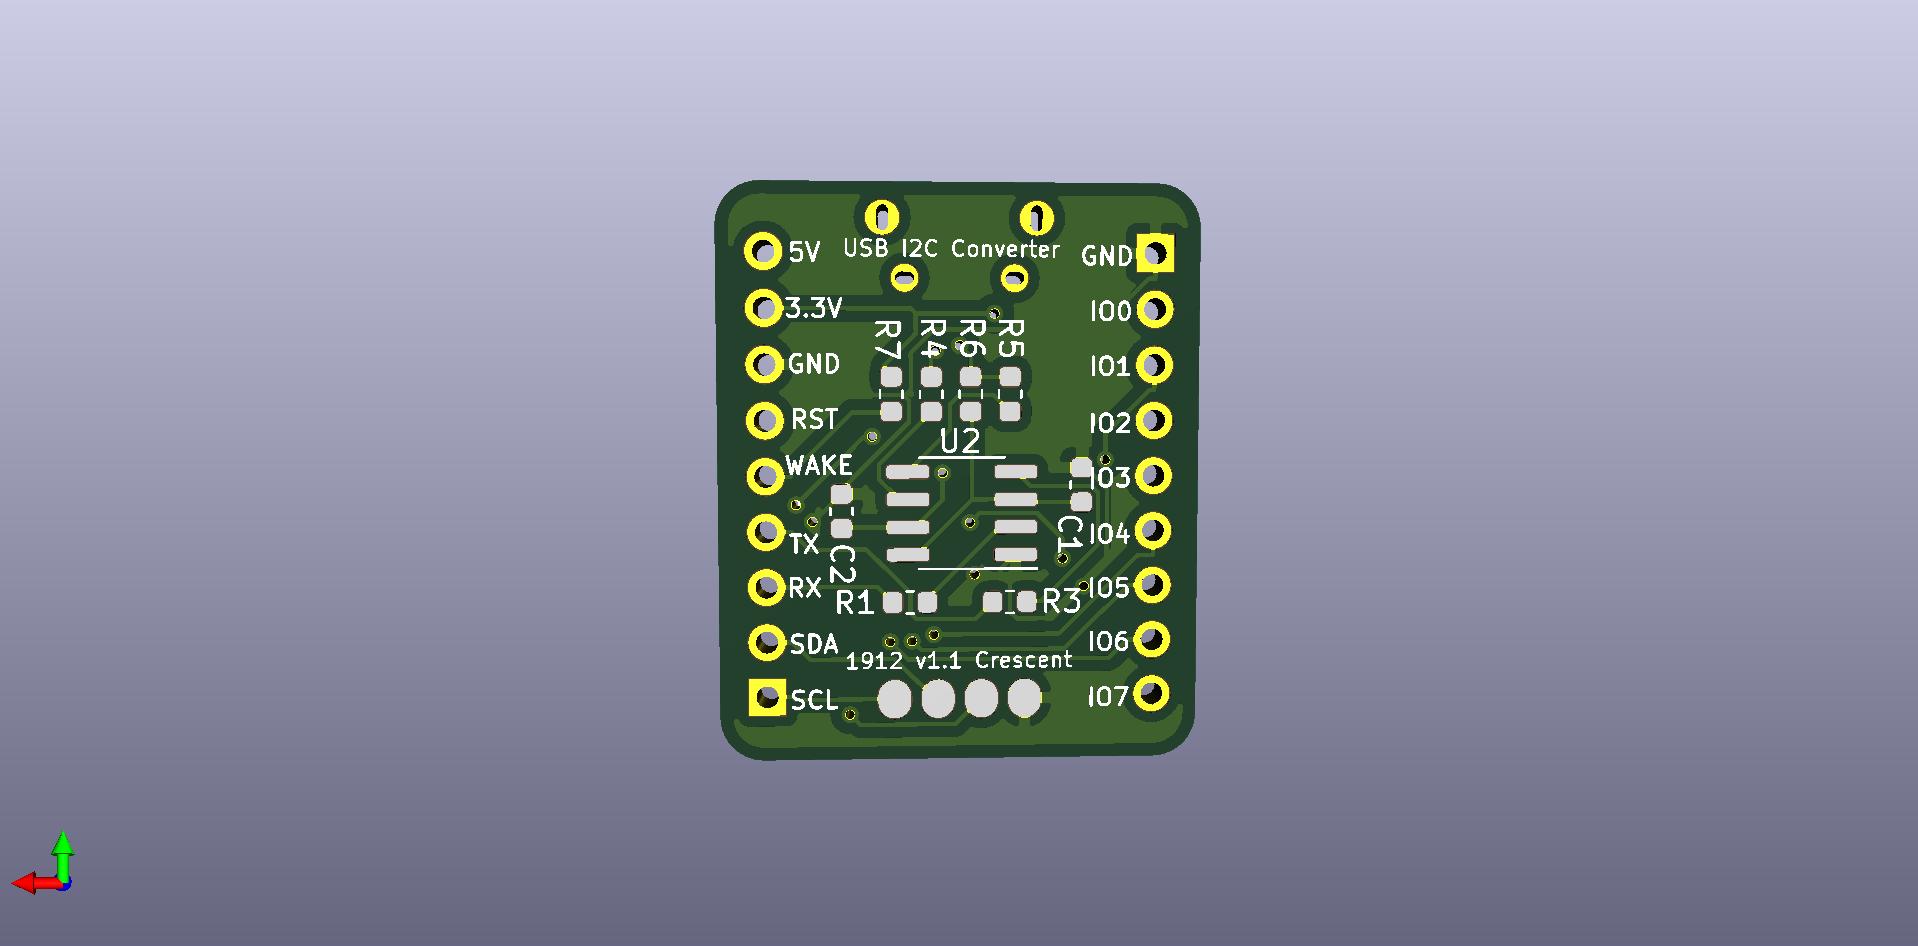 USB I2C Converter
5V
GND
3.3V
IO0
R7 R4 R6 R5
GND
IO1
RST
IO2
U2
WAKE
IO3
C1
IO4
TX
C2
RX
IO5
R1
R3
SDA
IO6
1912 v1.1 Crescent
SCL
IO7